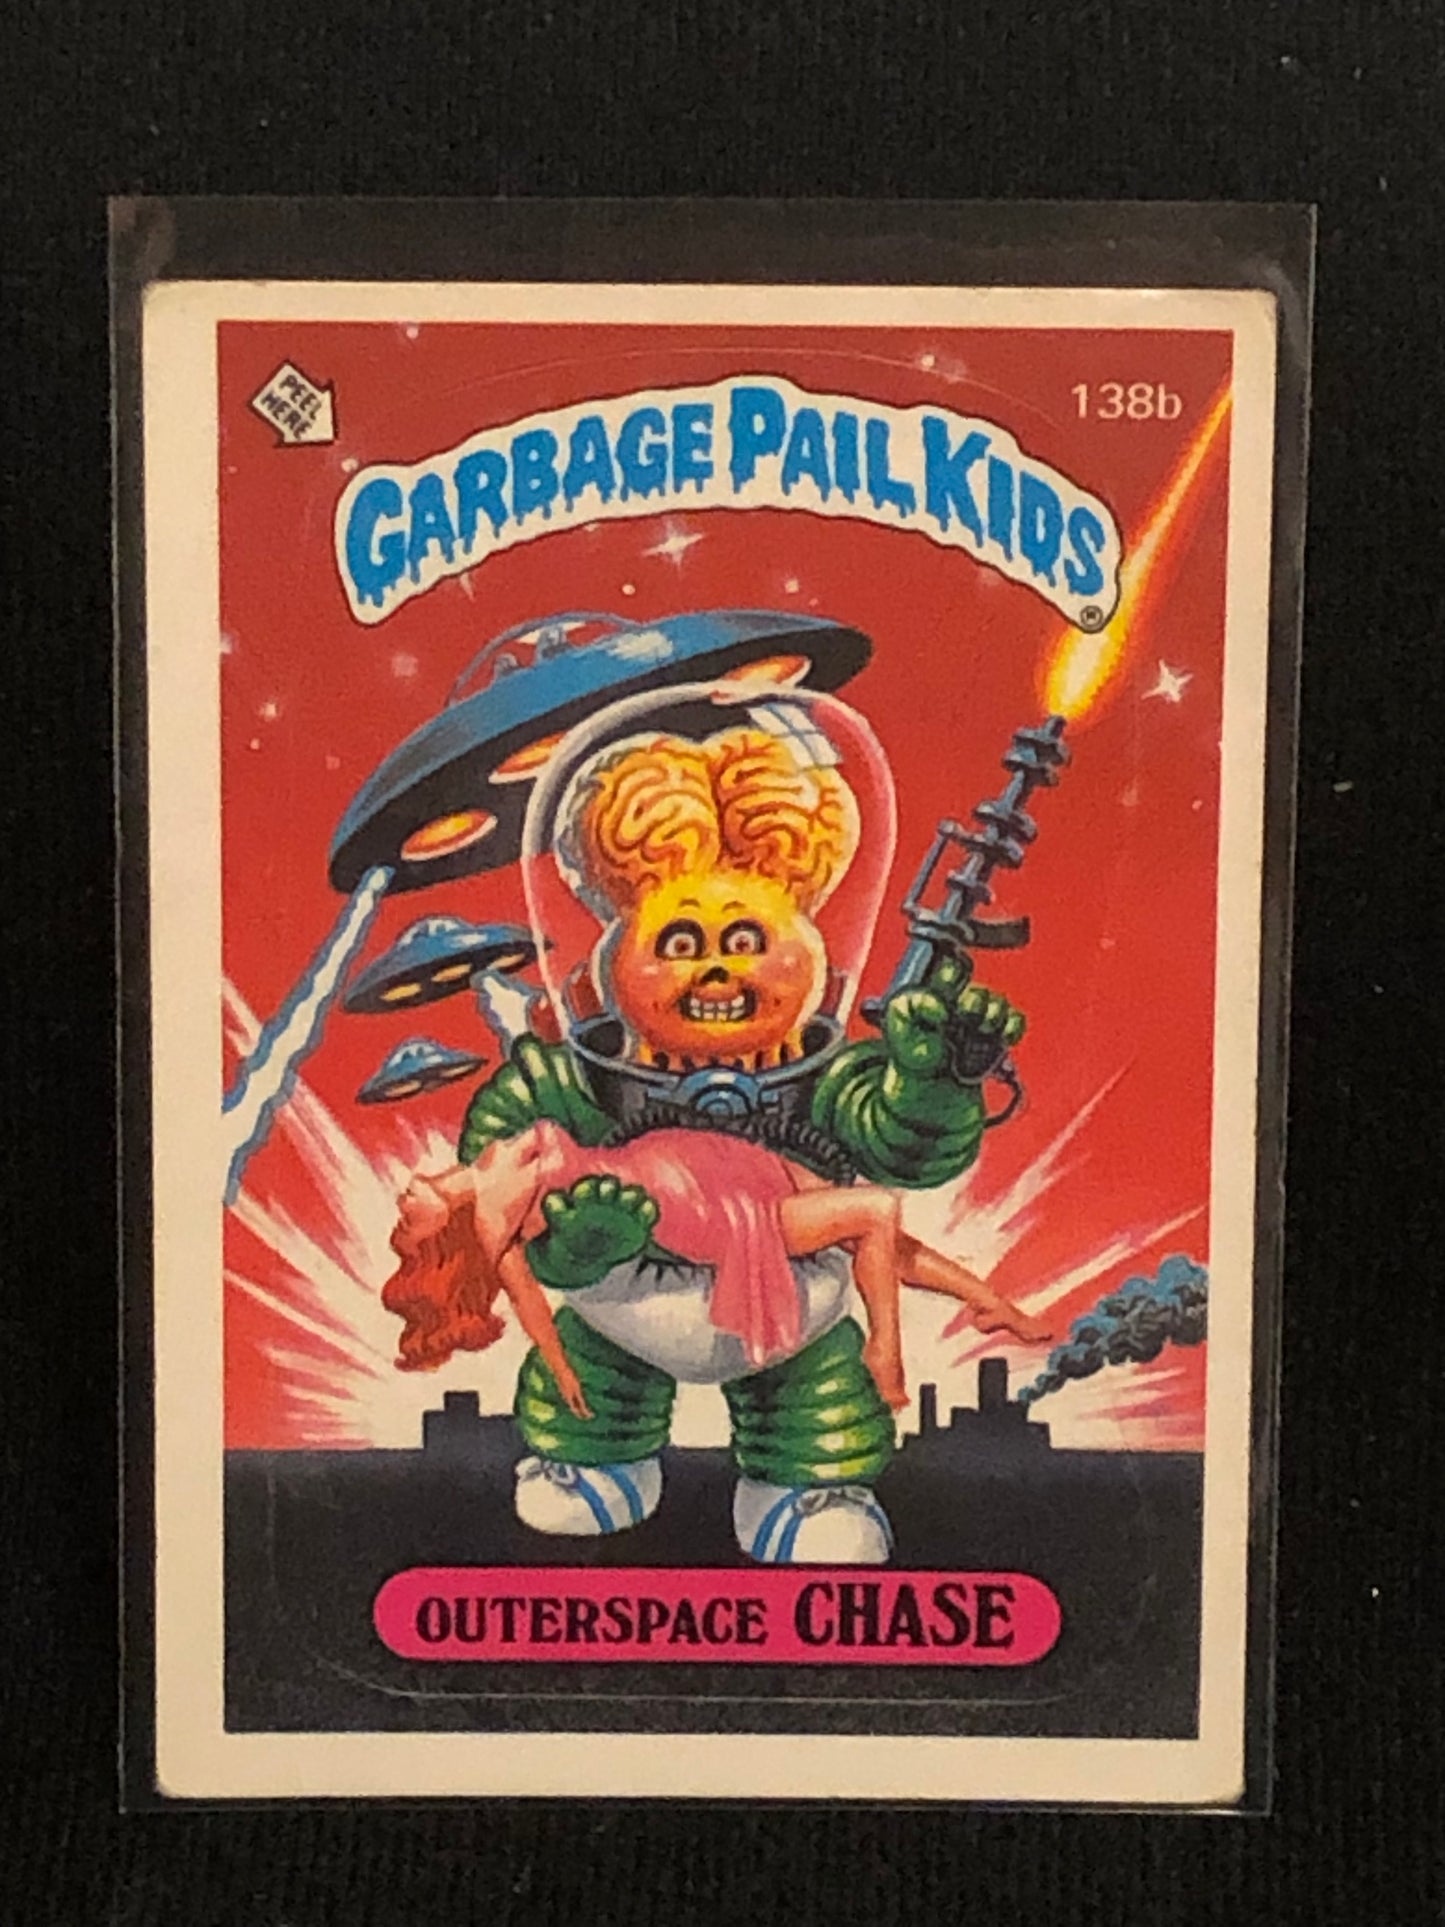 PEEL
HERE
138b
GARBAGE PAIL KIDS
®
OUTERSPACE CHASE